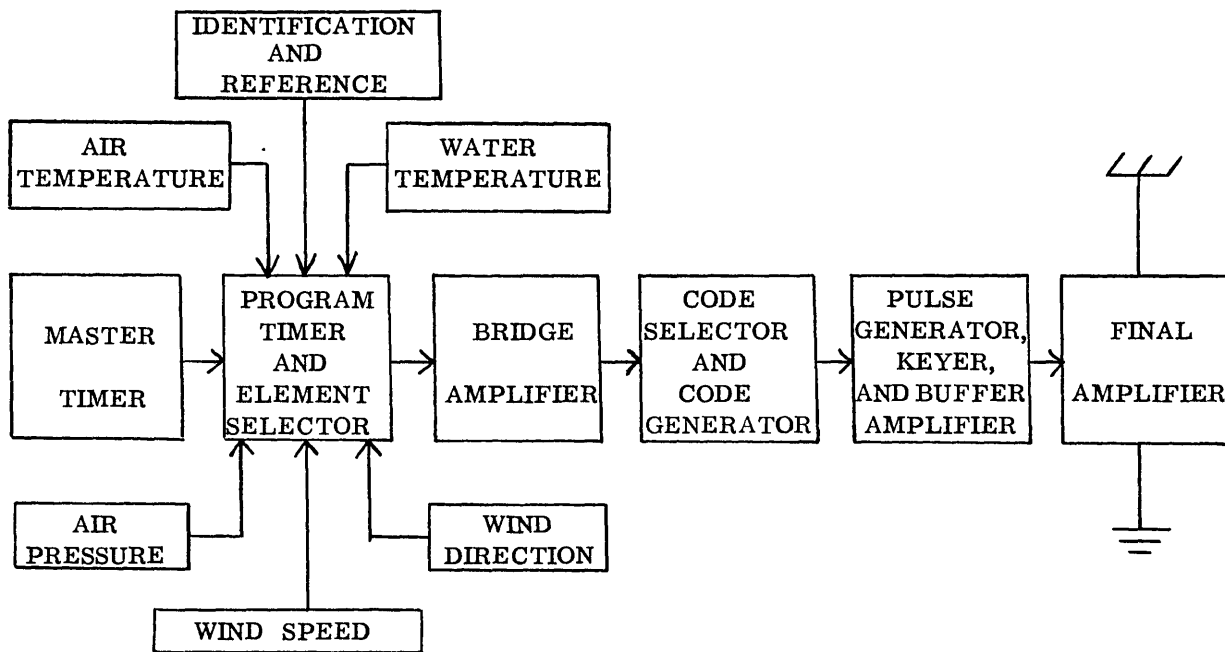 IDENTIFICATION
AND
REFERENCE
AIR
TEMPERATURE
WATER
TEMPERATURE
MASTER
TIMER
PROGRAM
TIMER
AND
ELEMENT
SELECTOR
BRIDGE
AMPLIFIER
CODE
SELECTOR
AND
CODE
GENERATOR
PULSE
GENERATOR,
KEYER,
AND BUFFER
AMPLIFIER
FINAL
AMPLIFIER
AIR
PRESSURE
WIND
DIRECTION
WIND SPEED